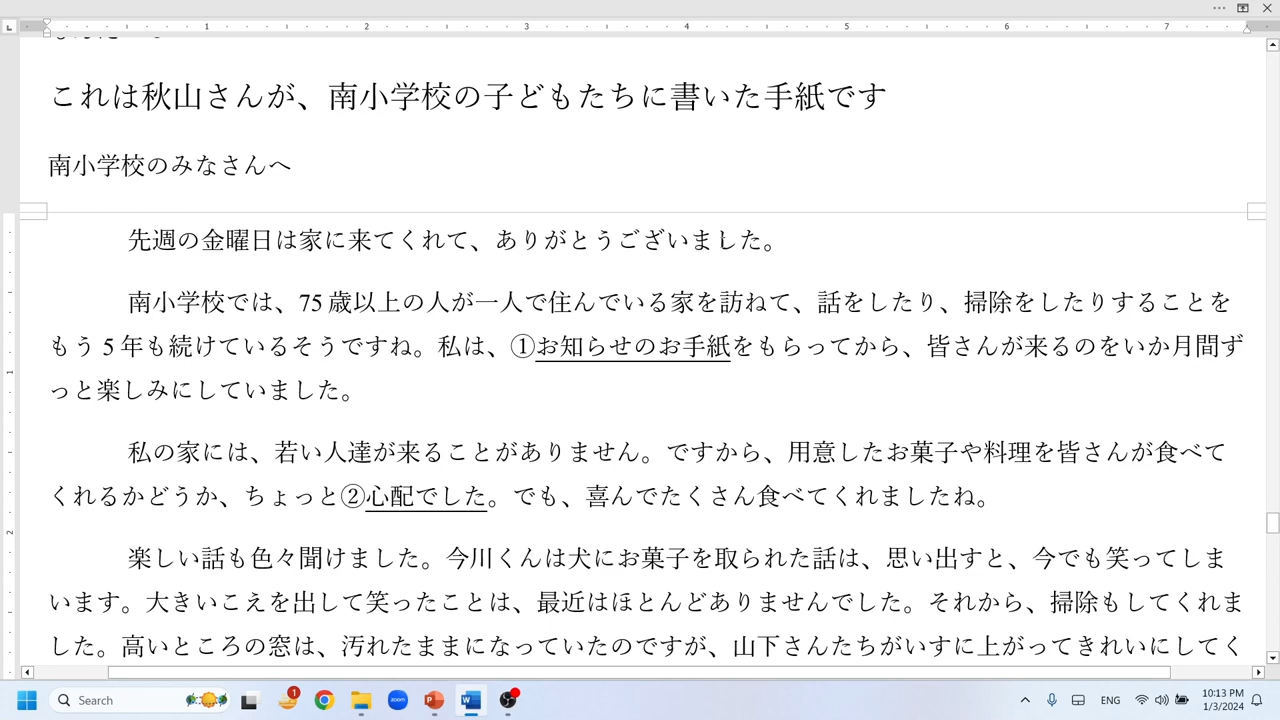 1 2 3 4 5 6 7
これは秋山さんが、南小学校の子どもたちに書いた手紙です
南小学校のみなさんへ
先週の金曜日は家に来てくれて、ありがとうございました。
南小学校では、75 歳以上の人が一人で住んでいる家を訪ねて、話をしたり、掃除をしたりすることを
もう 5 年も続けているそうですね。私は、①お知らせのお手紙をもらってから、皆さんが来るのをいか月間ず
っと楽しみにしていました。
私の家には、若い人達が来ることがありません。ですから、用意したお菓子や料理を皆さんが食べて
くれるかどうか、ちょっと②心配でした。でも、喜んでたくさん食べてくれましたね。
楽しい話も色々聞けました。今川くんは犬にお菓子を取られた話は、思い出すと、今でも笑ってしま
います。大きいこえを出して笑ったことは、最近はほとんどありませんでした。それから、掃除もしてくれま
した。高いところの窓は、汚れたままになっていたのですが、山下さんたちがいすに上がってきれいにしてく
1
2
Search
1
zoom
ENG
10:13 PM
1/3/2024